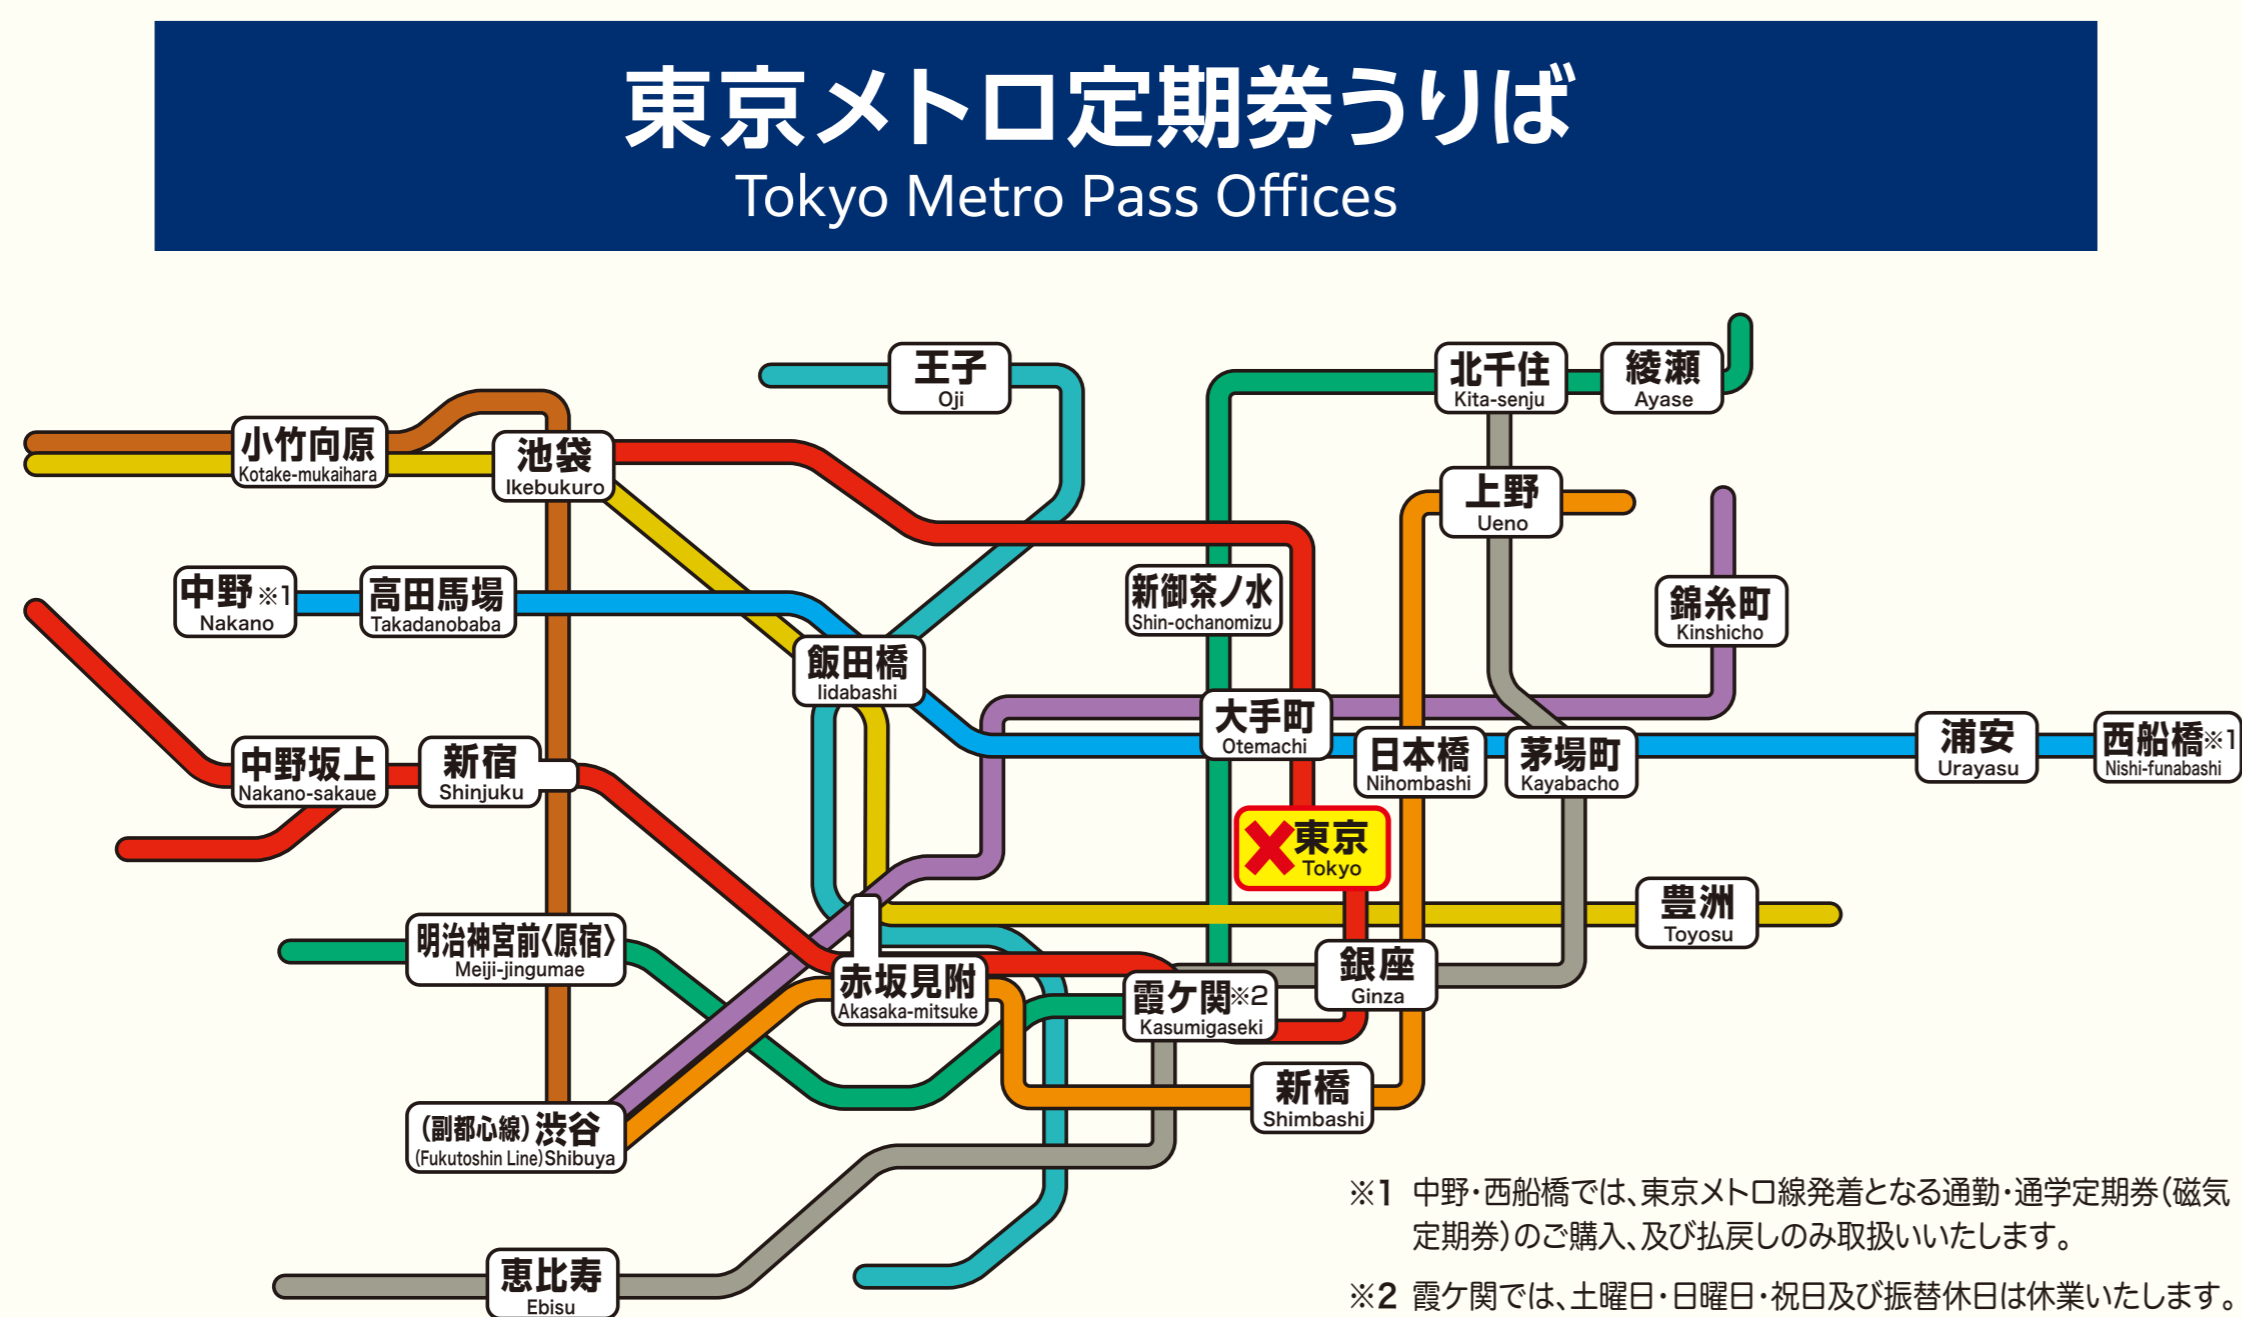 東京メトロ定期券うりば
Tokyo Metro Pass Offices
王子
Oji
北千住
Kita-senju
綾瀬
Ayase
小竹向原
Kotake-mukaihara
池袋
Ikebukuro
上野
Ueno
中野※1
Nakano
高田馬場
Takadanobaba
新御茶ノ水
Shin-ochanomizu
錦糸町
Kinshicho
飯田橋
Iidabashi
大手町
Otemachi
中野坂上
Nakano-sakaue
新宿
Shinjuku
日本橋
Nihombashi
茅場町
Kayabacho
浦安
Urayasu
西船橋※1
Nishi-funabashi
東京
Tokyo
豊洲
Toyosu
明治神宮前〈原宿〉
Meiji-jingumae
赤坂見附
Akasaka-mitsuke
霞ケ関※2
Kasumigaseki
銀座
Ginza
新橋
Shimbashi
(副都心線)渋谷
(Fukutoshin Line)Shibuya
恵比寿
Ebisu
※1 中野・西船橋では、東京メトロ線発着となる通勤・通学定期券(磁気
定期券)のご購入、及び払戻しのみ取扱いいたします。
※2 霞ケ関では、土曜日・日曜日・祝日及び振替休日は休業いたします。